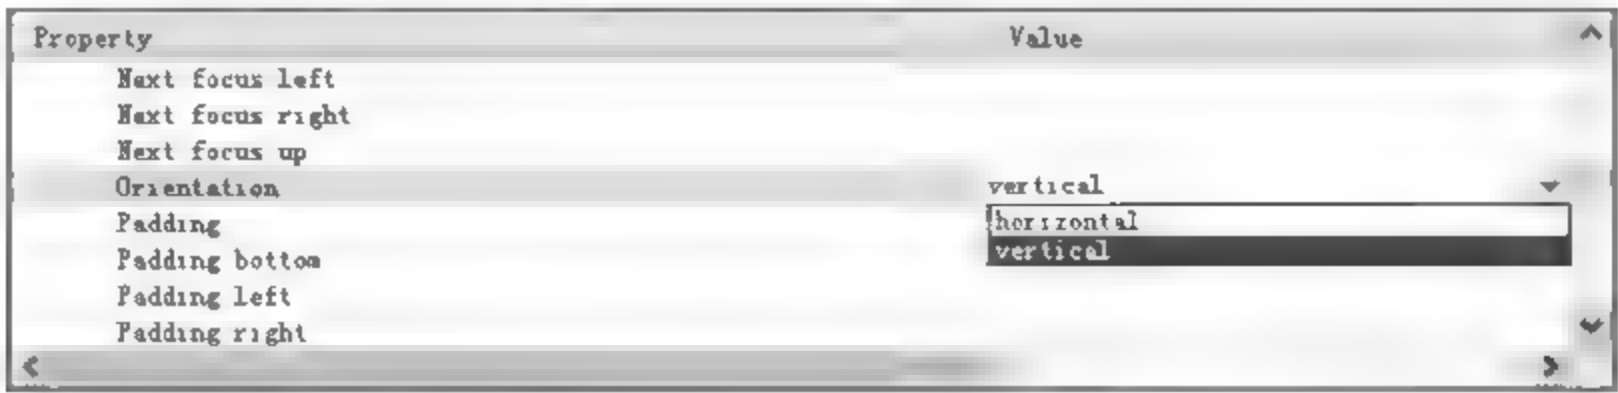 Property Value
Next focus left
Next focus right
Next focus up
Orientation vertical
Padding horizontal
Padding bottom vertical
Padding left
Padding right